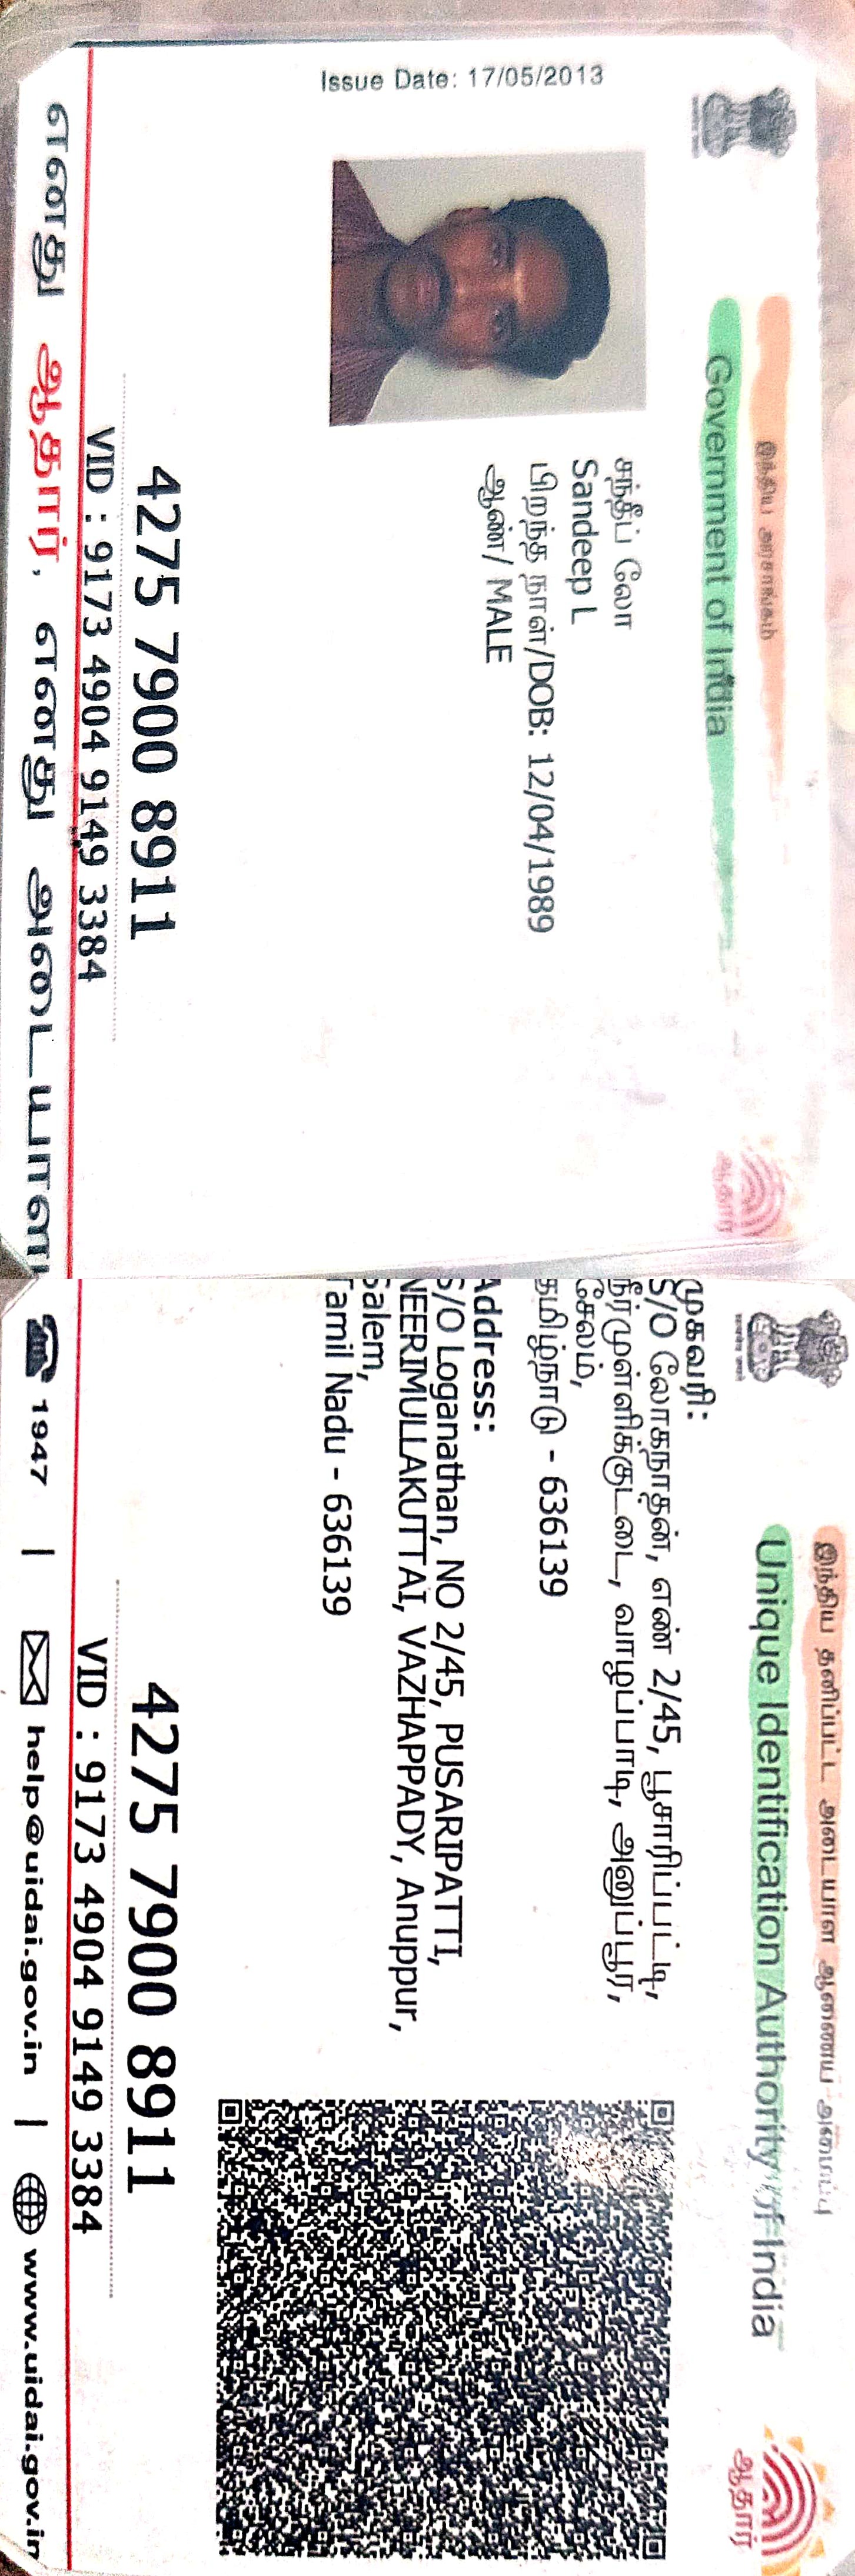 இந்திய அரசாங்கம்
Government of India
Issue Date: 17/05/2013
சந்தீப் லோ
Sandeep L
பிறந்த நாள்/DOB: 12/04/1989
ஆண்/ MALE
4275 7900 8911
VID : 9173 4904 9149 3384
எனது ஆதார், எனது அடையாள
ஆதார்
இந்திய தனிப்பட்ட அடையாள ஆணைய அமைப்பு
Unique Identification Authority of India
ஆதார்
முகவரி:
S/O லோகநாதன், எண் 2/45, பூசாரிப்பட்டி,
நீர்முள்ளிக்குட்டை, வாழப்பாடி, அனுப்பூர்,
சேலம்,
தமிழ்நாடு - 636139
Address:
S/O Loganathan, NO 2/45, PUSARIPATTI,
NEERIMULLAKUTTAI, VAZHAPPADY, Anuppur,
Salem,
Tamil Nadu - 636139
4275 7900 8911
VID : 9173 4904 9149 3384
1947 | help@uidai.gov.in | www.uidai.gov.in